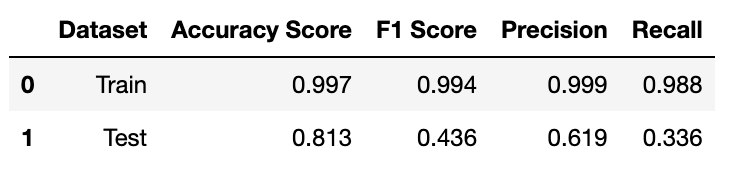 Dataset Accuracy Score F1 Score Precision Recall
0 Train 0.997 0.994 0.999 0.988
1 Test 0.813 0.436 0.619 0.336